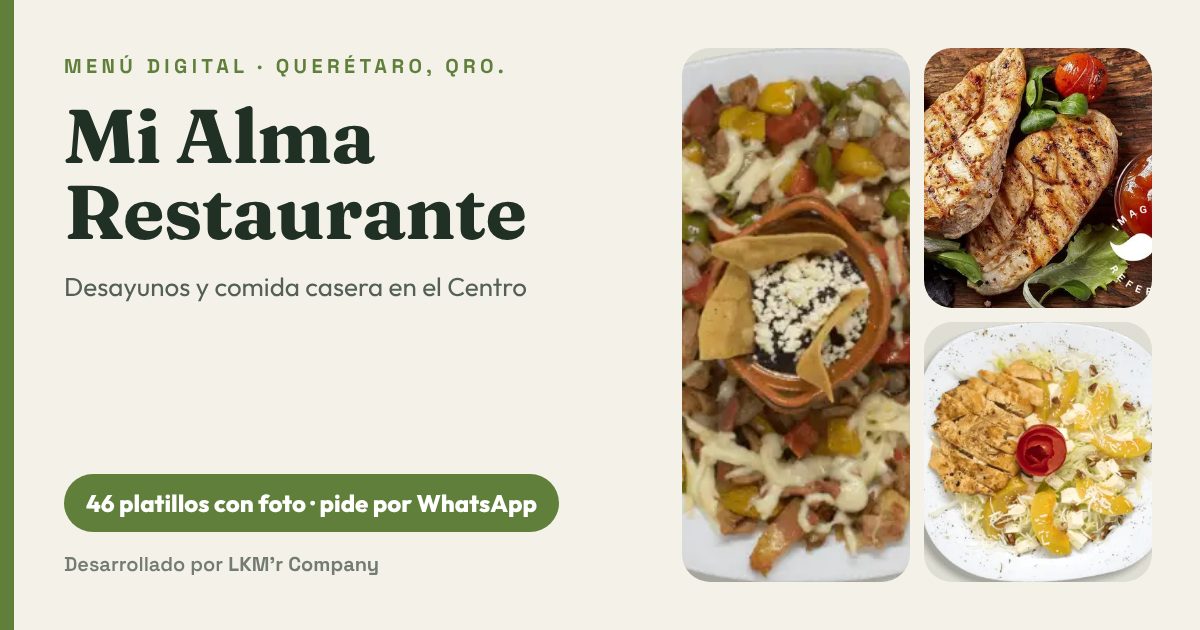 MENÚ DIGITAL · QUERÉTARO, QRO.
Mi Alma
Restaurante
Desayunos y comida casera en el Centro
46 platillos con foto · pide por WhatsApp
Desarrollado por LKM’r Company